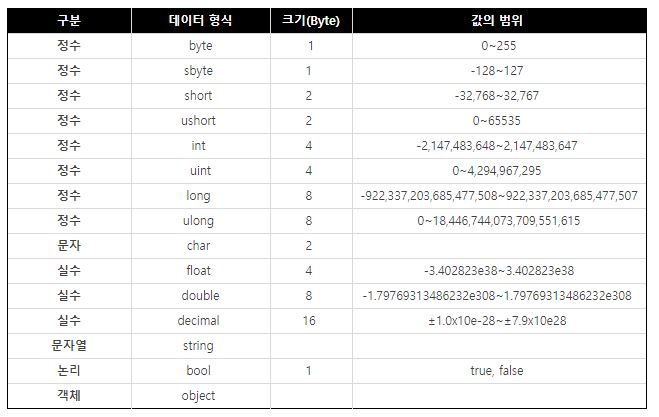 구분 데이터 형식 크기(Byte) 값의 범위
정수 byte 1 0~255
정수 sbyte 1 -128~127
정수 short 2 -32,768~32,767
정수 ushort 2 0~65535
정수 int 4 -2,147,483,648~2,147,483,647
정수 uint 4 0~4,294,967,295
정수 long 8 -922,337,203,685,477,508~922,337,203,685,477,507
정수 ulong 8 0~18,446,744,073,709,551,615
문자 char 2
실수 float 4 -3.402823e38~3.402823e38
실수 double 8 -1.79769313486232e308~1.79769313486232e308
실수 decimal 16 ±1.0x10e-28~±7.9x10e28
문자열 string
논리 bool 1 true, false
객체 object